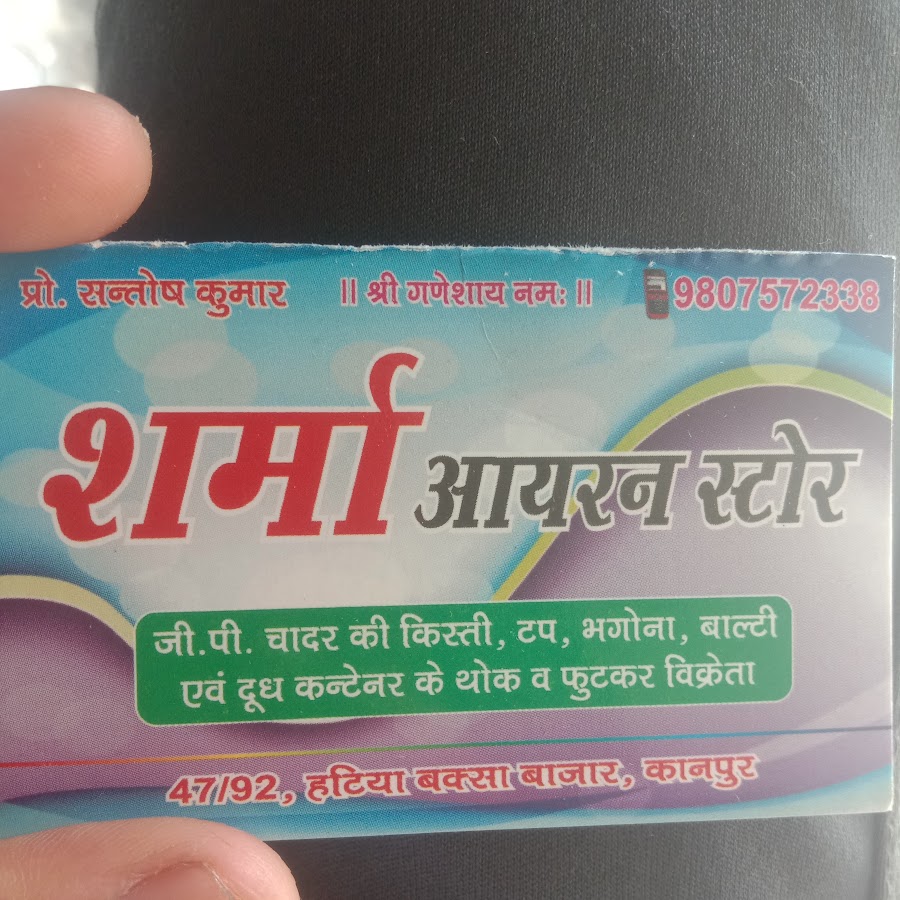 प्रो. सन्तोष कुमार ॥ श्री गणेशाय नमः ॥ 9807572338
शर्मा आयरन स्टोर
जी.पी. चादर की किस्ती, टप, भगोना, बाल्टी
एवं दूध कन्टेनर के थोक व फुटकर विक्रेता
47/92, हटिया बक्सा बाजार, कानपुर